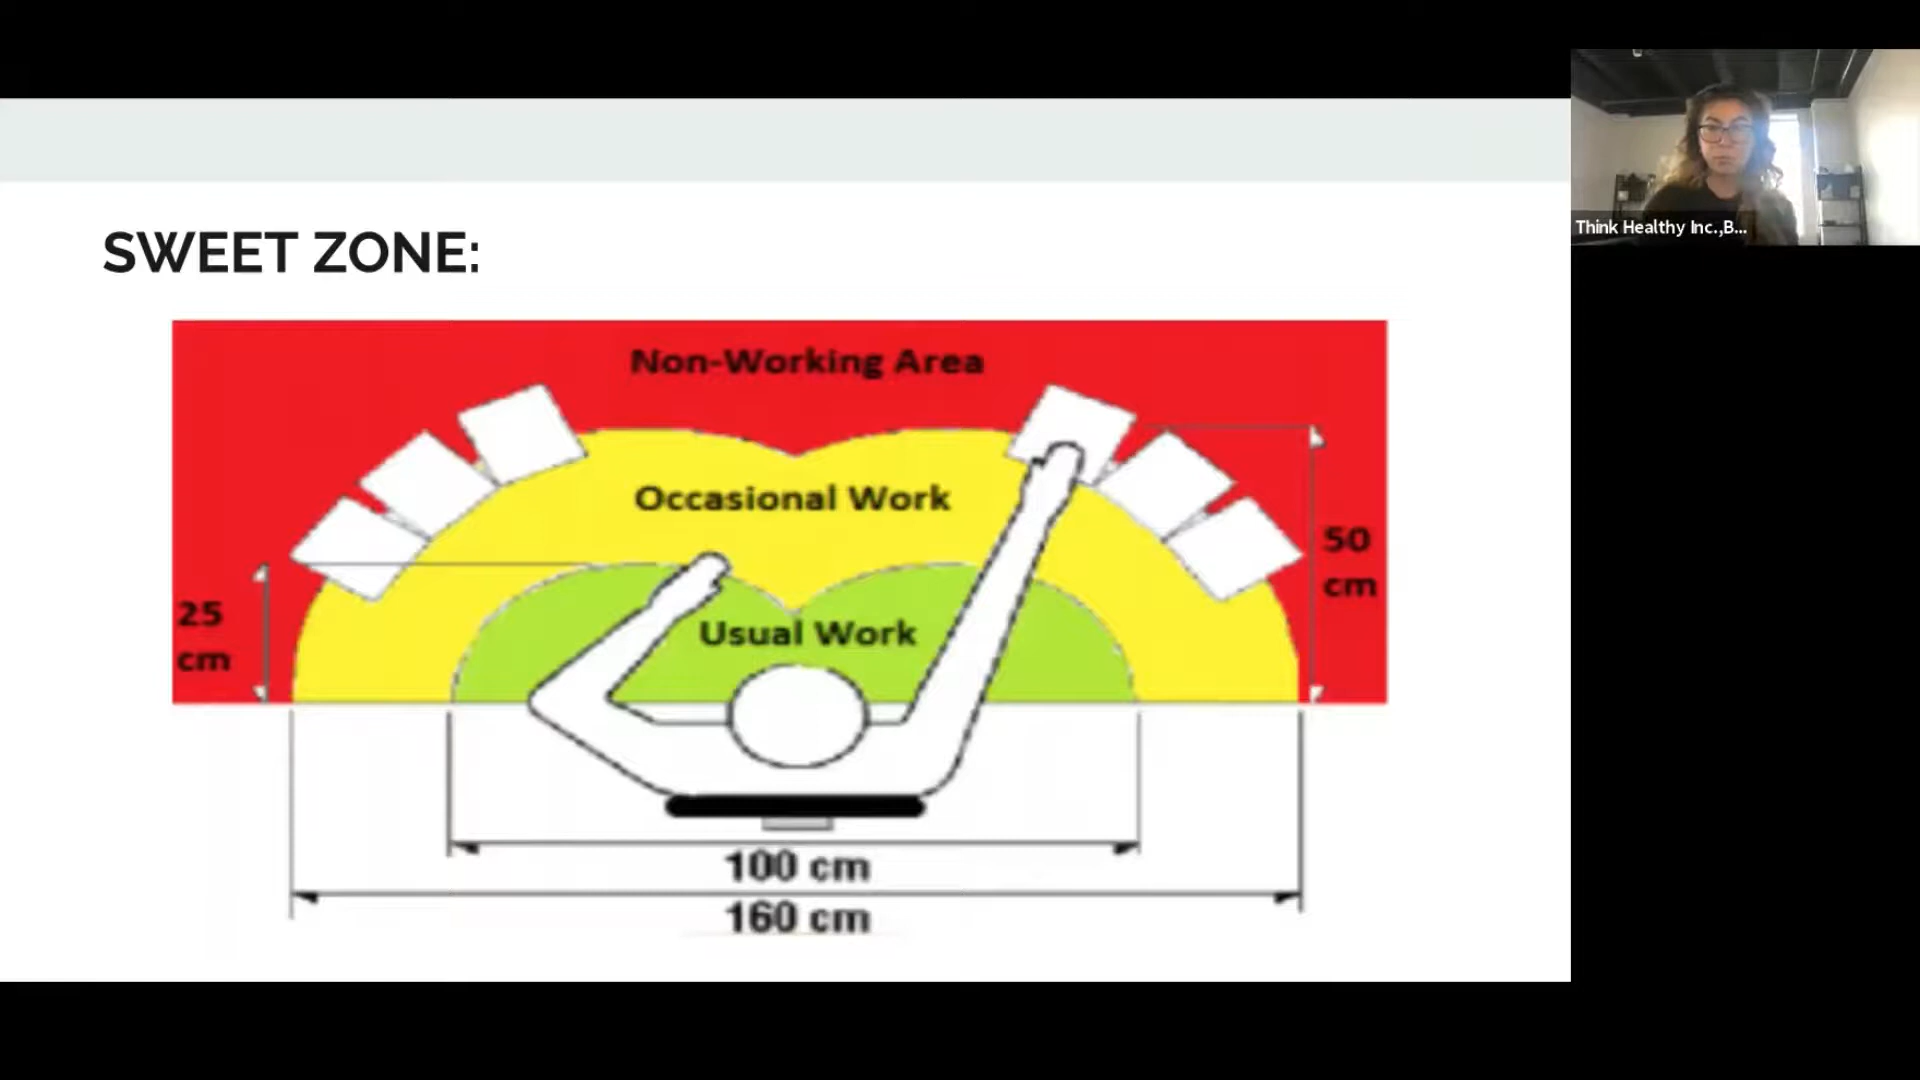 SWEET ZONE:
Non-Working Area
Occasional Work
Usual Work
25
cm
50
cm
100 cm
160 cm
Think Healthy Inc.,B...